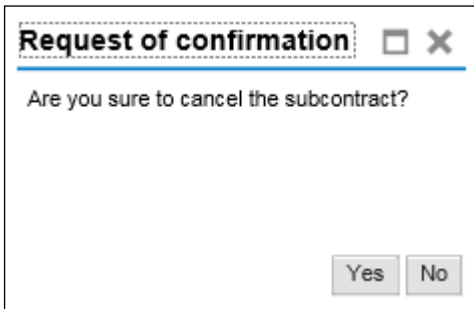 Request of confirmation
Are you sure to cancel the subcontract?
Yes No